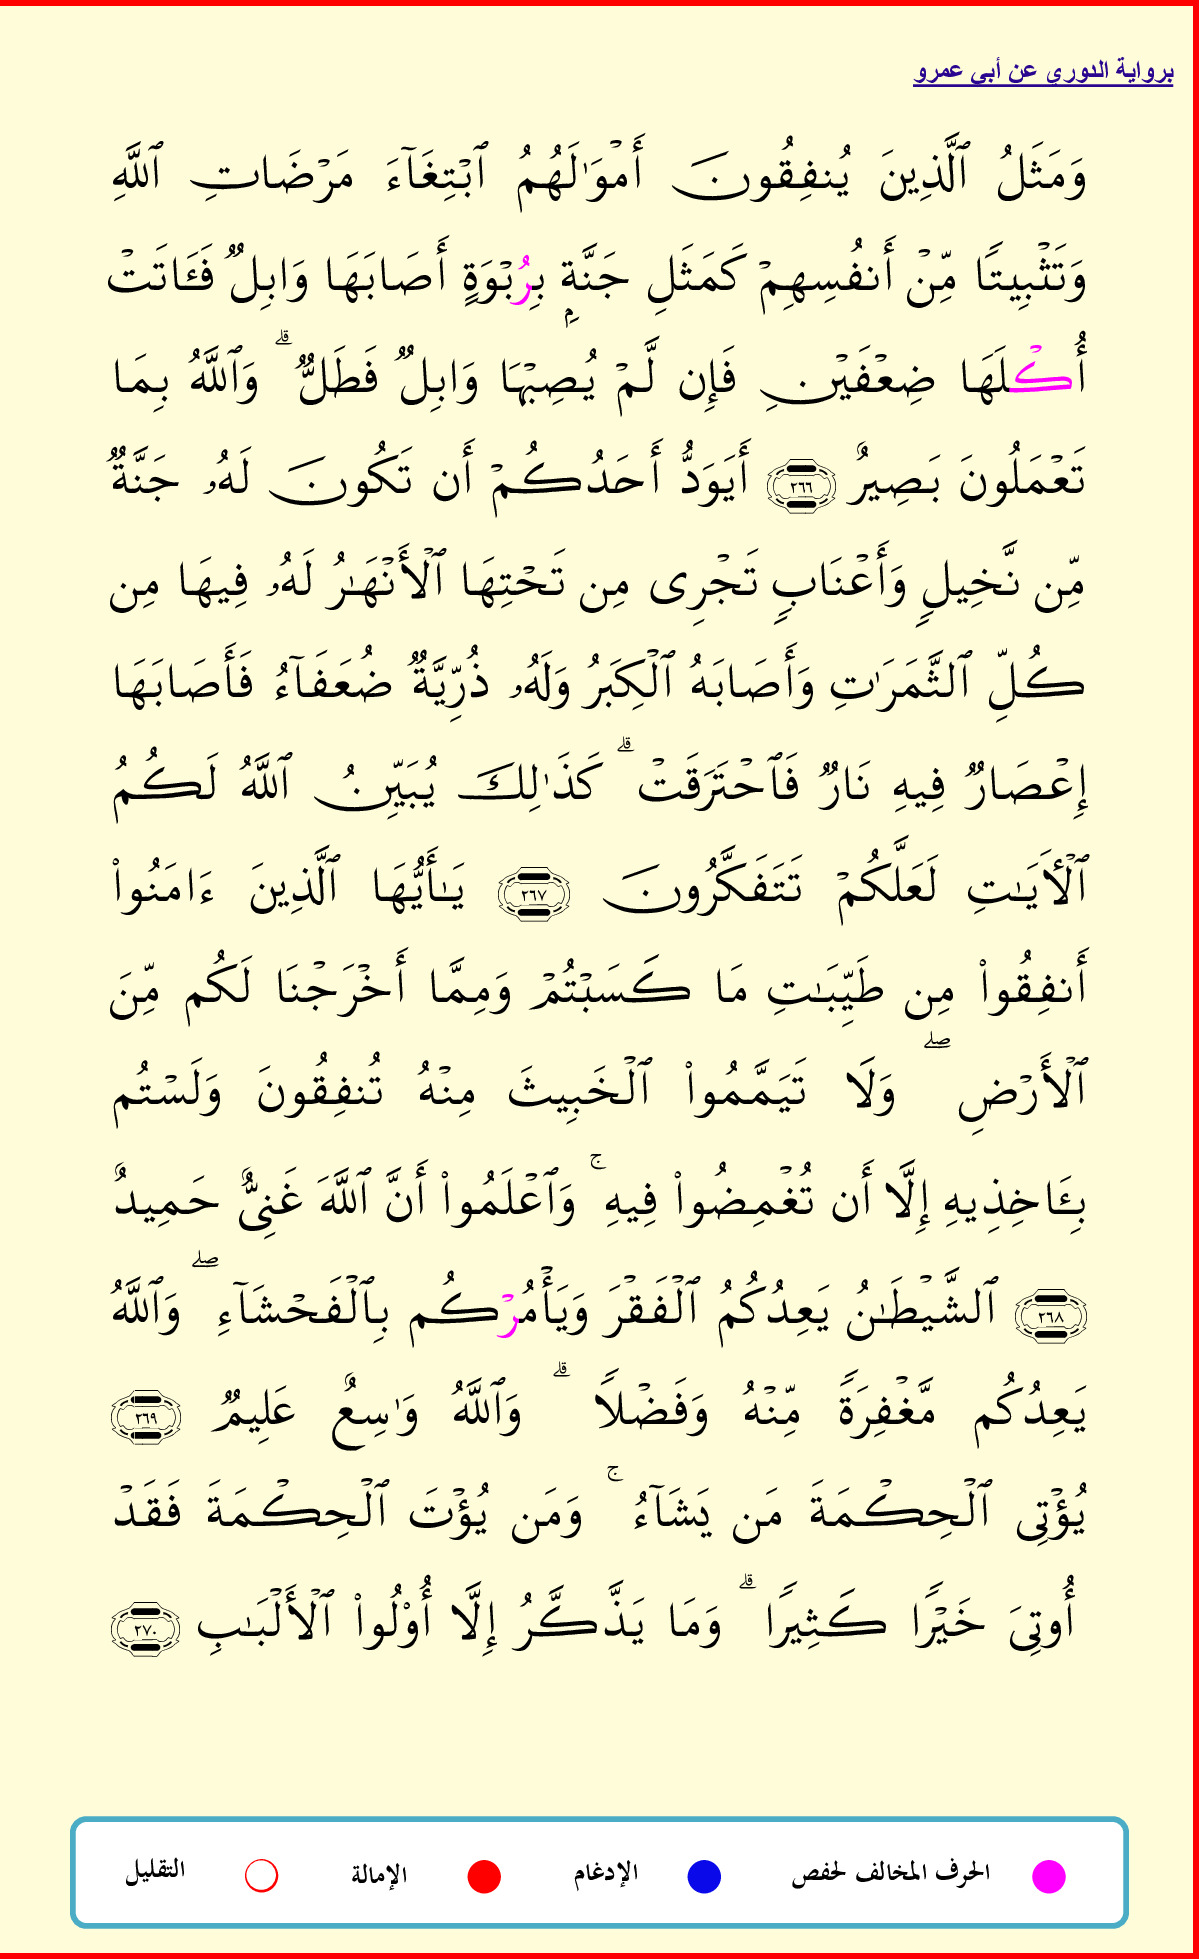 برواية الدوري عن أبي عمرو
وَمَثَلُ ٱلَّذِينَ يُنفِقُونَ أَمْوَٰلَهُمُ ٱبْتِغَآءَ مَرْضَاتِ ٱللَّهِ
وَتَثْبِيتًا مِّنْ أَنفُسِهِمْ كَمَثَلِ جَنَّةِۭ بِرُبْوَةٍ أَصَابَهَا وَابِلٌ فَـَٔاتَتْ
أُكْلَهَا ضِعْفَيْنِ فَإِن لَّمْ يُصِبْهَا وَابِلٌ فَطَلٌّ ۗ وَٱللَّهُ بِمَا
تَعْمَلُونَ بَصِيرٌ ٢٦٦ أَيَوَدُّ أَحَدُكُمْ أَن تَكُونَ لَهُۥ جَنَّةٌ
مِّن نَّخِيلٍ وَأَعْنَابٍ تَجْرِى مِن تَحْتِهَا ٱلْأَنْهَـٰرُ لَهُۥ فِيهَا مِن
كُلِّ ٱلثَّمَرَٰتِ وَأَصَابَهُ ٱلْكِبَرُ وَلَهُۥ ذُرِّيَّةٌ ضُعَفَآءُ فَأَصَابَهَا
إِعْصَارٌ فِيهِ نَارٌ فَٱحْتَرَقَتْ ۗ كَذَٰلِكَ يُبَيِّنُ ٱللَّهُ لَكُمُ
ٱلْأَيَـٰتِ لَعَلَّكُمْ تَتَفَكَّرُونَ ٢٦٧ يَـٰٓأَيُّهَا ٱلَّذِينَ ءَامَنُوا۟
أَنفِقُوا۟ مِن طَيِّبَـٰتِ مَا كَسَبْتُمْ وَمِمَّا أَخْرَجْنَا لَكُم مِّنَ
ٱلْأَرْضِ ۖ وَلَا تَيَمَّمُوا۟ ٱلْخَبِيثَ مِنْهُ تُنفِقُونَ وَلَسْتُم
بِـَٔاخِذِيهِ إِلَّا أَن تُغْمِضُوا۟ فِيهِ ۚ وَٱعْلَمُوا۟ أَنَّ ٱللَّهَ غَنِىٌّ حَمِيدٌ
٢٦٨ ٱلشَّيْطَـٰنُ يَعِدُكُمُ ٱلْفَقْرَ وَيَأْمُرْكُم بِٱلْفَحْشَآءِ ۖ وَٱللَّهُ
يَعِدُكُم مَّغْفِرَةً مِّنْهُ وَفَضْلًا ۗ وَٱللَّهُ وَٰسِعٌ عَلِيمٌ ٢٦٩
يُؤْتِى ٱلْحِكْمَةَ مَن يَشَآءُ ۚ وَمَن يُؤْتَ ٱلْحِكْمَةَ فَقَدْ
أُوتِىَ خَيْرًا كَثِيرًا ۗ وَمَا يَذَّكَّرُ إِلَّا أُو۟لُوا۟ ٱلْأَلْبَـٰبِ ٢٧٠
الحرف المخالف لحفص الإدغام الإمالة التقليل